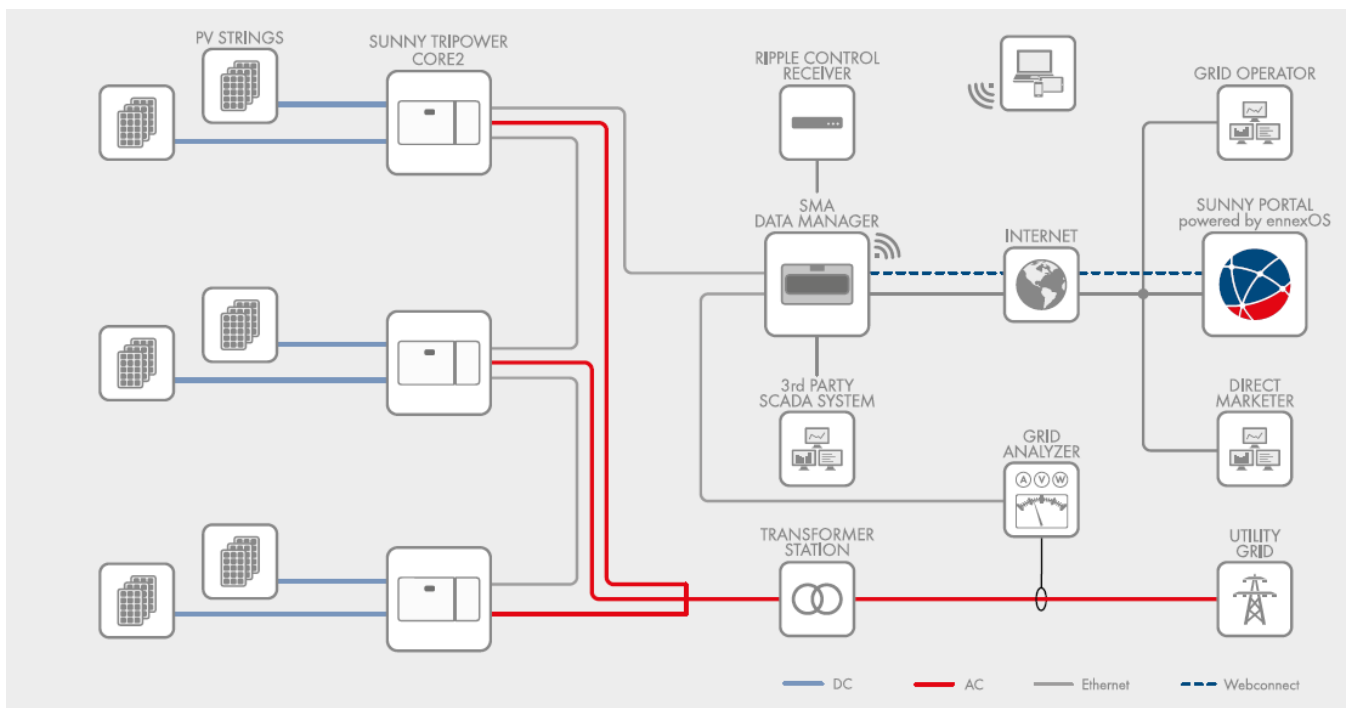 PV STRINGS
SUNNY TRIPOWER
CORE2
RIPPLE CONTROL
RECEIVER
GRID OPERATOR
SMA
DATA MANAGER
INTERNET
SUNNY PORTAL
powered by ennexOS
3rd PARTY
SCADA SYSTEM
GRID
ANALYZER
A V W
DIRECT
MARKETER
TRANSFORMER
STATION
UTILITY
GRID
DC
AC
Ethernet
Webconnect